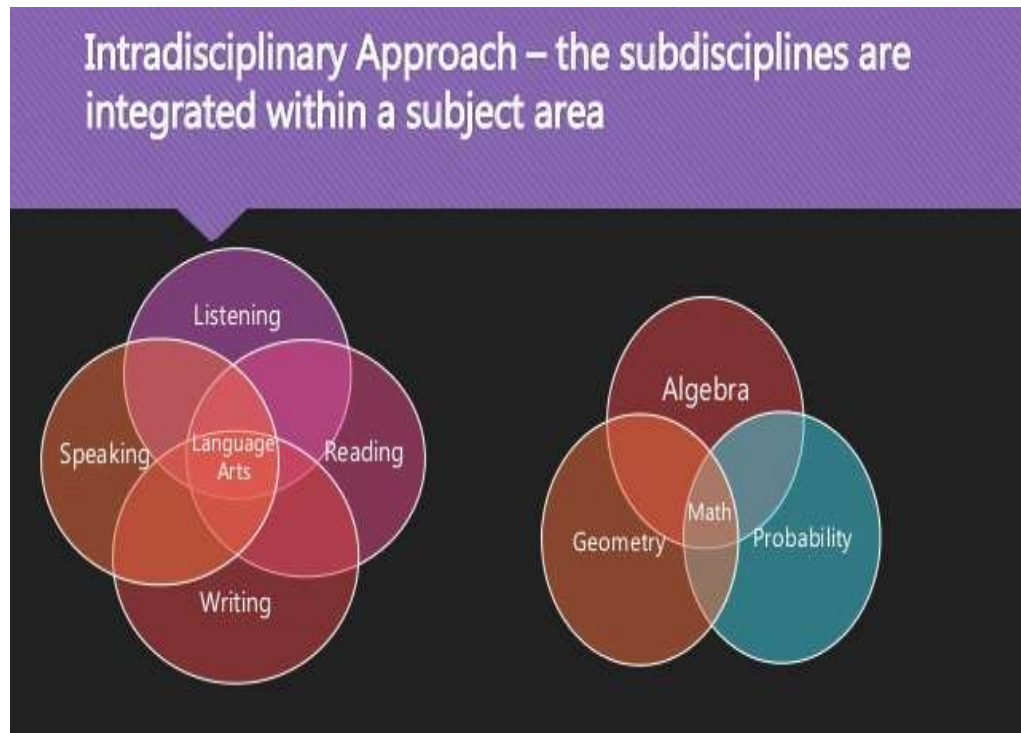 Intradisciplinary Approach – the subdisciplines are
integrated within a subject area
Listening
Speaking
Language
Arts
Reading
Writing
Algebra
Math
Geometry
Probability